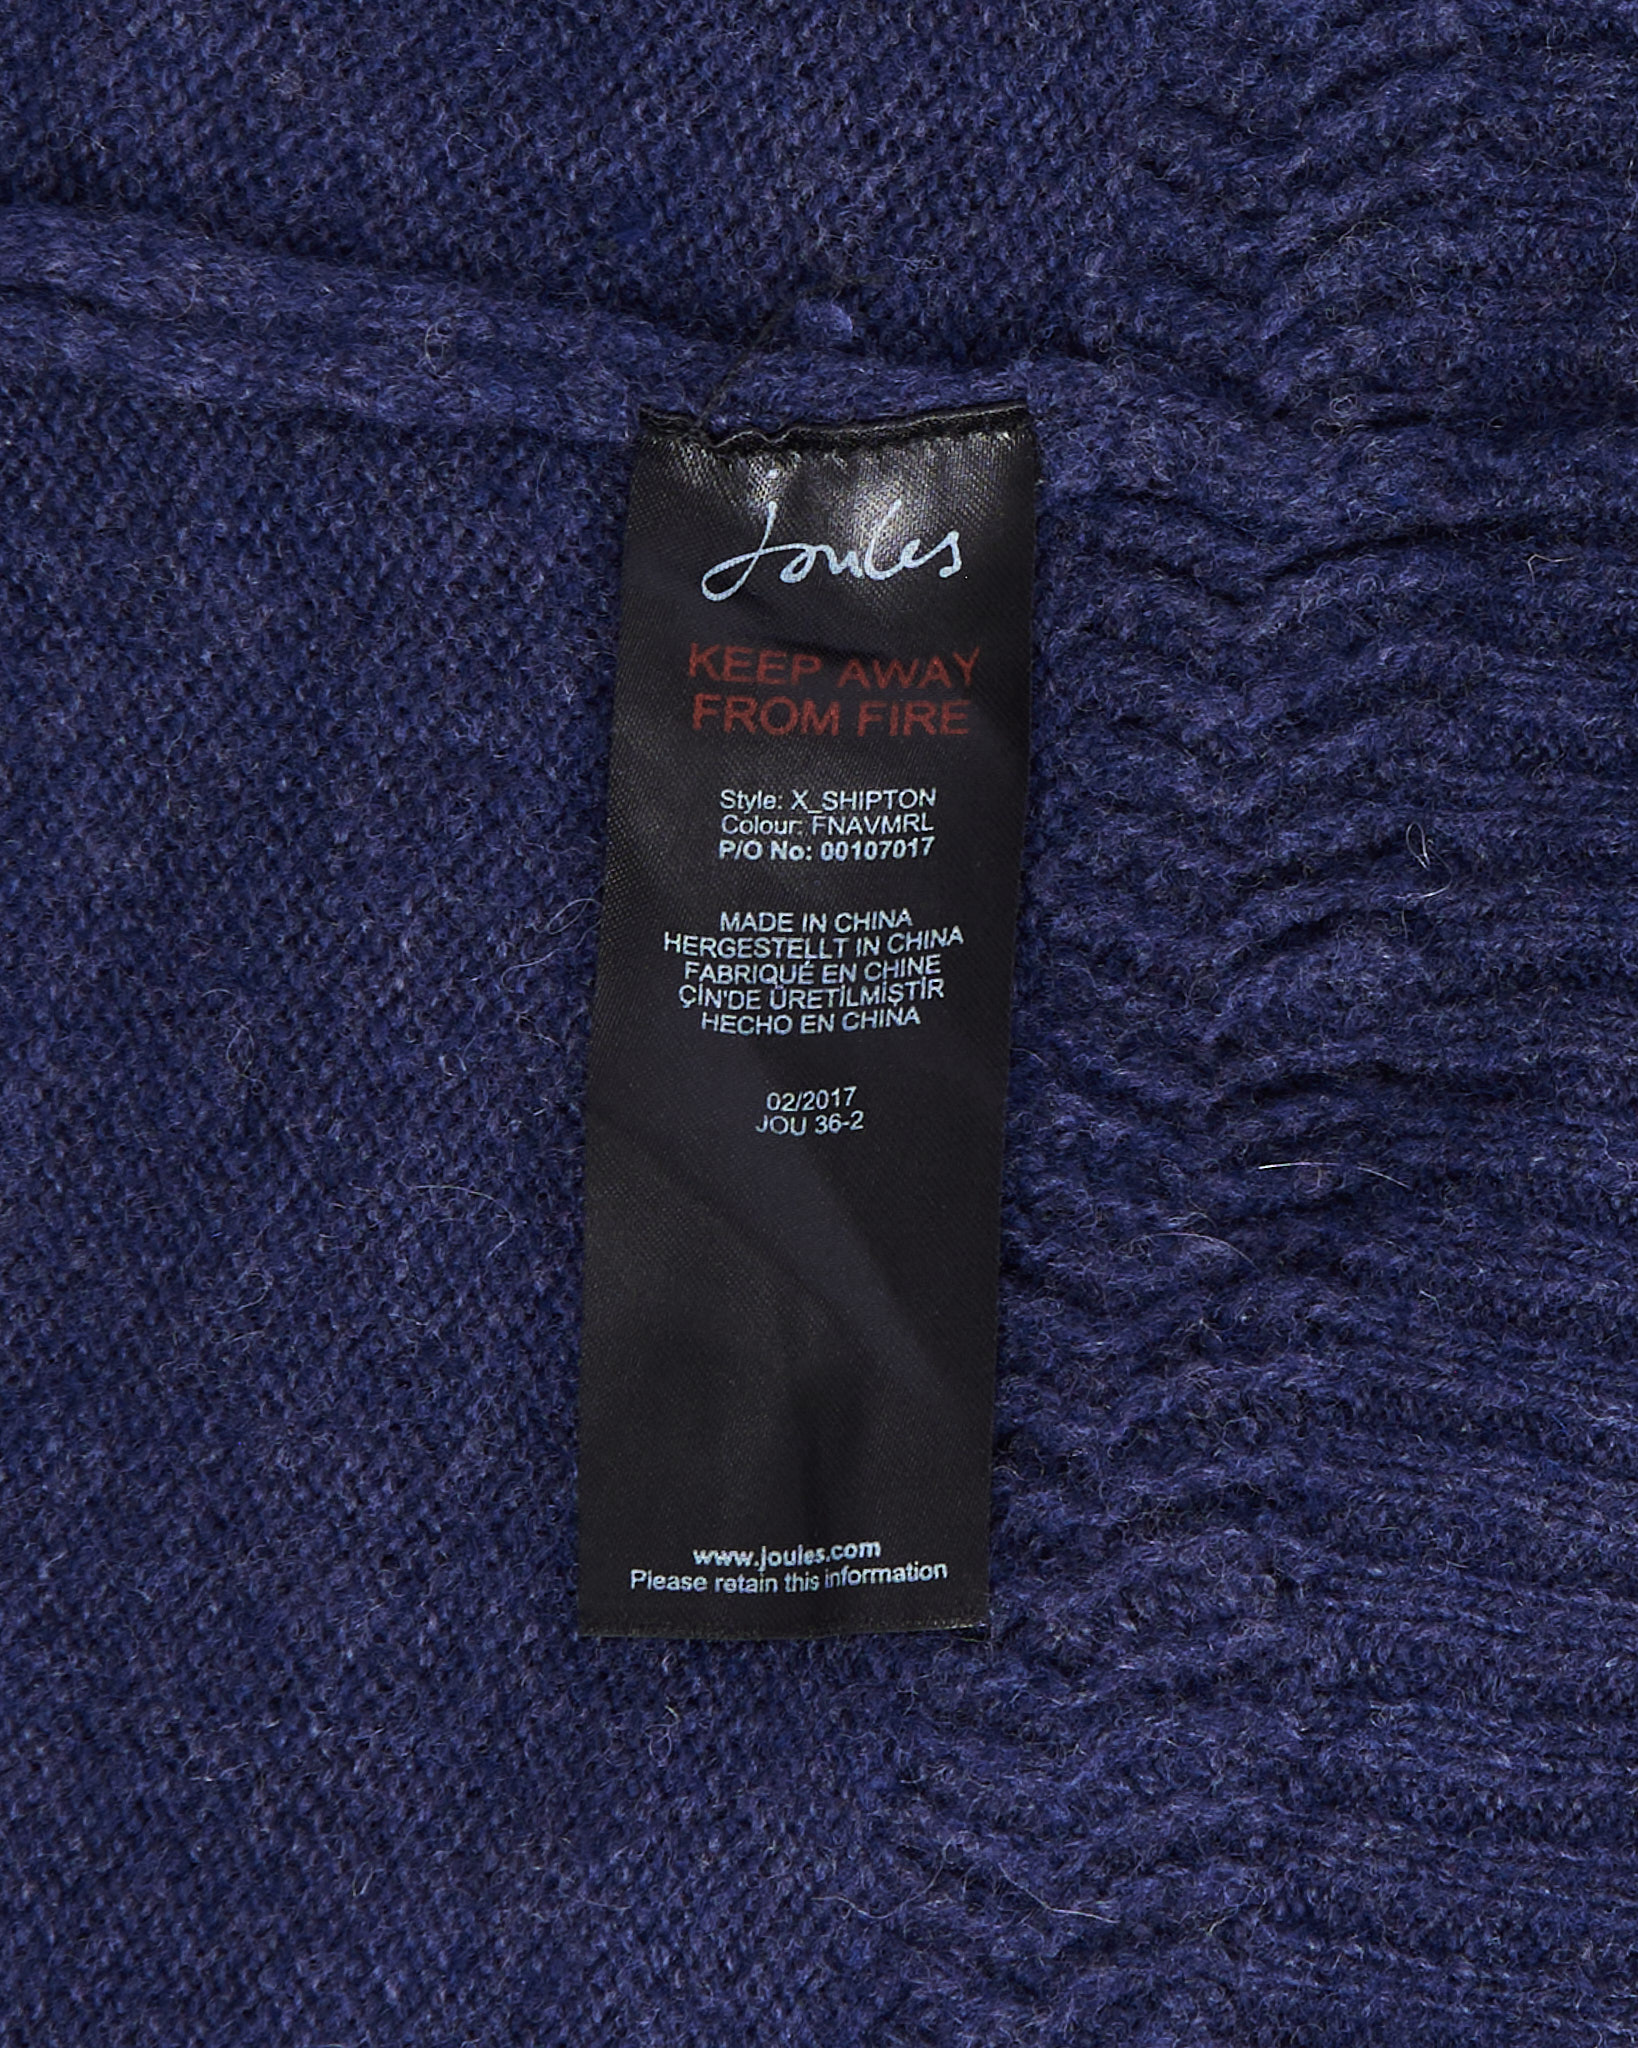 Joules
KEEP AWAY
FROM FIRE
Style: X_SHIPTON
Colour: FNAVMRL
P/O No: 00107017
MADE IN CHINA
HERGESTELLT IN CHINA
FABRIQUÉ EN CHINE
ÇİN'DE ÜRETİLMİŞTİR
HECHO EN CHINA
02/2017
JOU 36-2
www.joules.com
Please retain this information